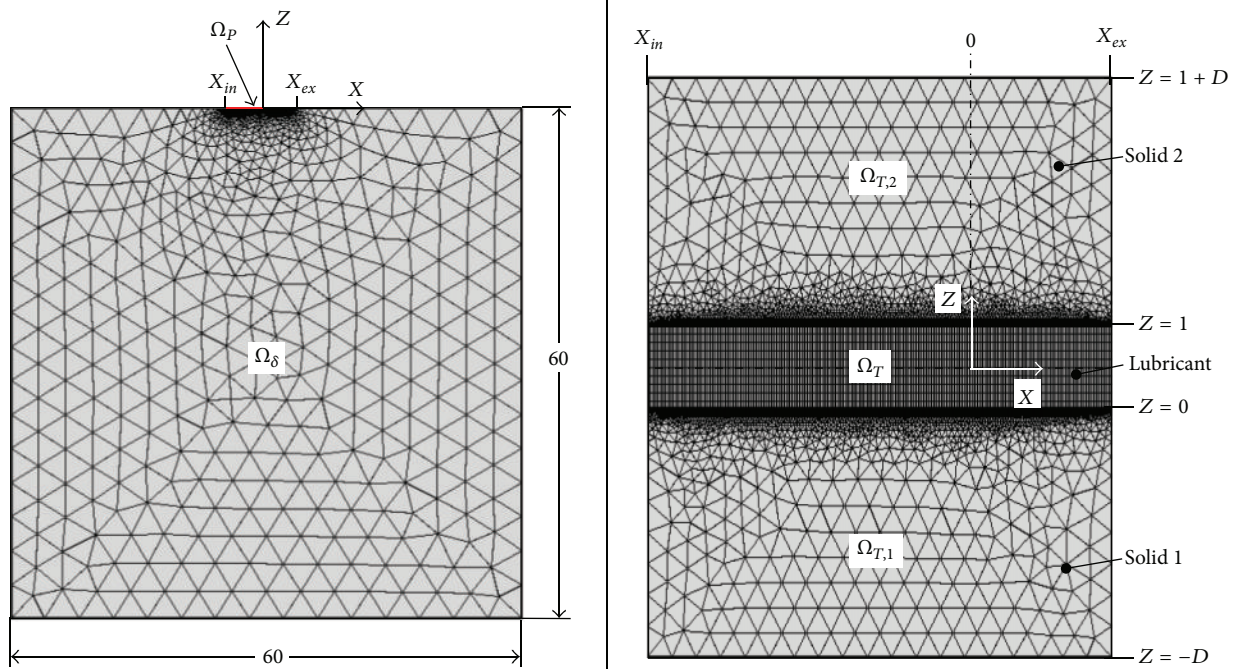 Z
Ω_P
X_in
X_ex
X
Ω_δ
60
60
X_in
0
X_ex
Z = 1 + D
Solid 2
Ω_T,2
Z
Z = 1
Ω_T
Lubricant
X
Z = 0
Ω_T,1
Solid 1
Z = −D